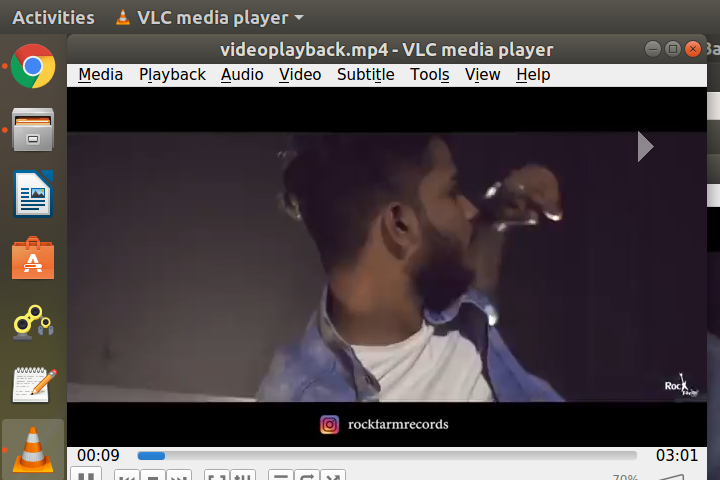 Activities VLC media player
videoplayback.mp4 - VLC media player
Media Playback Audio Video Subtitle Tools View Help
Rock
rockfarmrecords
00:09 03:01
70%